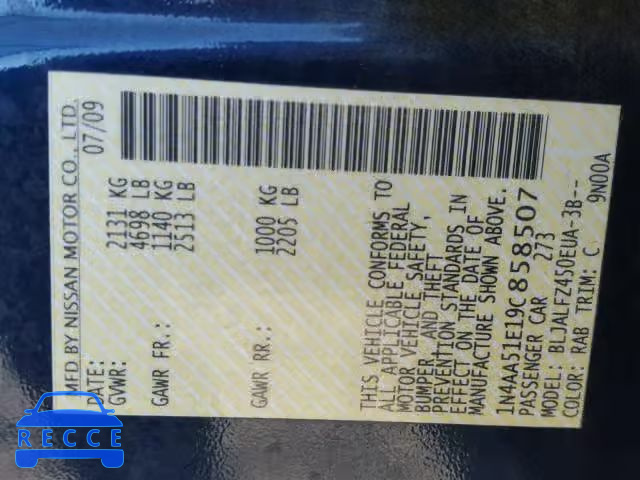 MFD BY NISSAN MOTOR CO., LTD.
DATE: 07/09
GVWR: 2131 KG
4698 LB
GAWR FR.: 1140 KG
2513 LB
GAWR RR.: 1000 KG
2205 LB
THIS VEHICLE CONFORMS TO
ALL APPLICABLE FEDERAL
MOTOR VEHICLE SAFETY,
BUMPER, AND THEFT
PREVENTION STANDARDS IN
EFFECT ON THE DATE OF
MANUFACTURE SHOWN ABOVE.
1N4AA51E19C858507
PASSENGER CAR 273
MODEL: BLJALFZ450EUA-3B--
COLOR: RAB TRIM: C 9N00A
RECCE